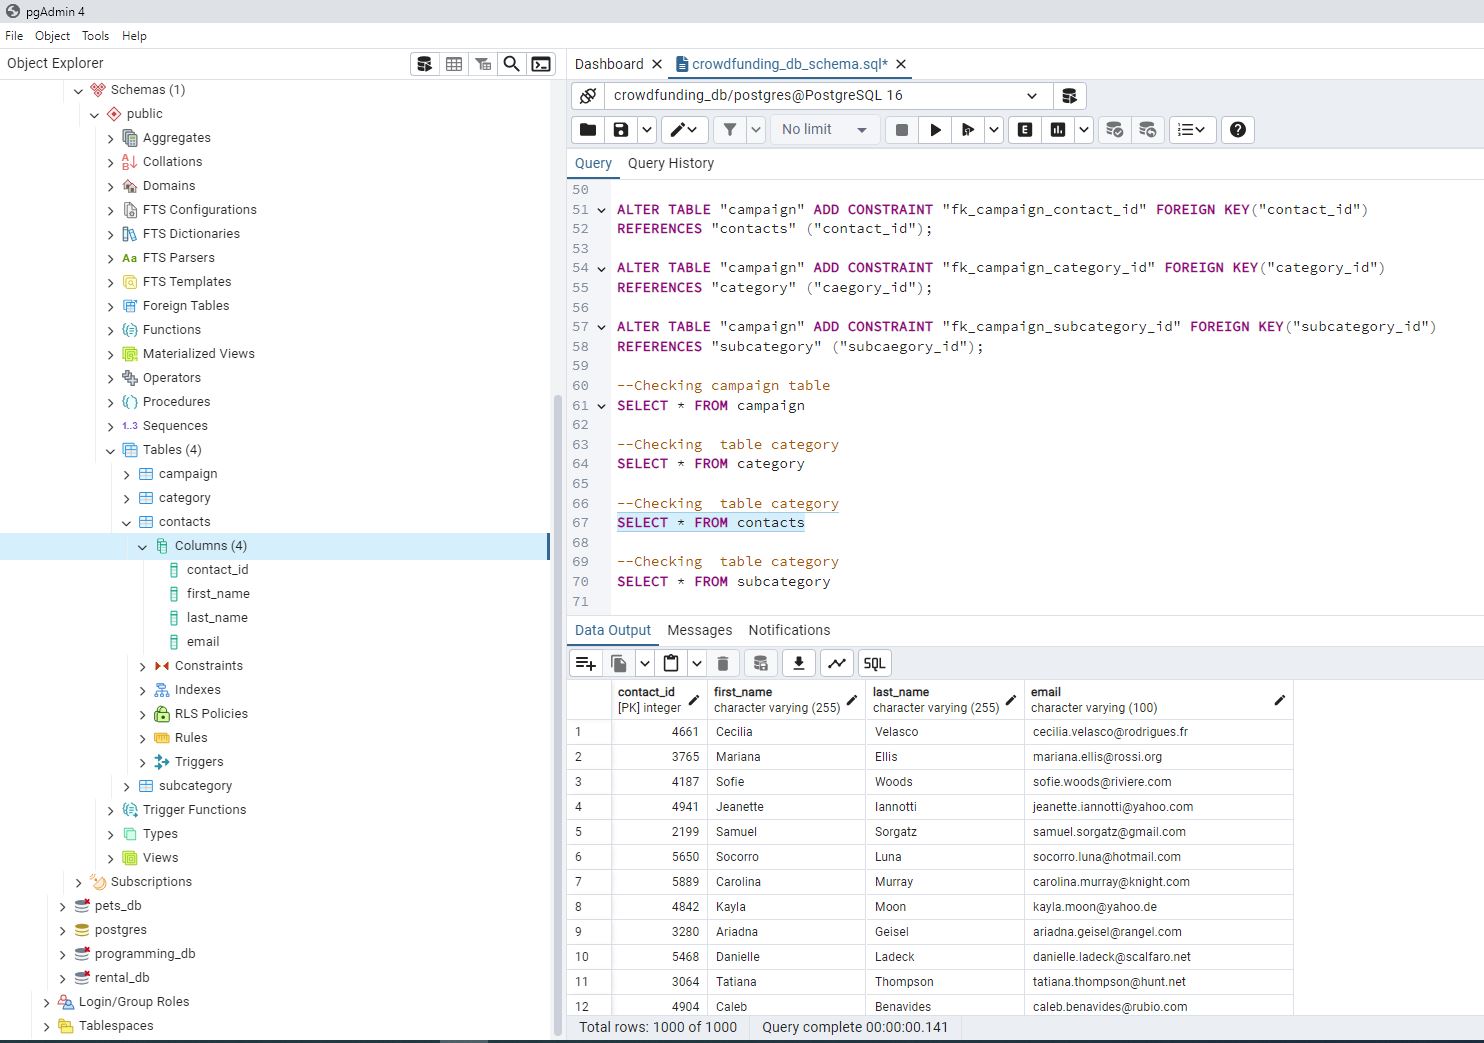 pgAdmin 4
File Object Tools Help
Object Explorer
Schemas (1)
public
Aggregates
Collations
Domains
FTS Configurations
FTS Dictionaries
Aa FTS Parsers
FTS Templates
Foreign Tables
Functions
Materialized Views
Operators
Procedures
1..3 Sequences
Tables (4)
campaign
category
contacts
Columns (4)
contact_id
first_name
last_name
email
Constraints
Indexes
RLS Policies
Rules
Triggers
subcategory
Trigger Functions
Types
Views
Subscriptions
pets_db
postgres
programming_db
rental_db
Login/Group Roles
Tablespaces
Dashboard crowdfunding_db_schema.sql*
crowdfunding_db/postgres@PostgreSQL 16
No limit E
Query Query History
50
51 ALTER TABLE "campaign" ADD CONSTRAINT "fk_campaign_contact_id" FOREIGN KEY("contact_id")
52 REFERENCES "contacts" ("contact_id");
53
54 ALTER TABLE "campaign" ADD CONSTRAINT "fk_campaign_category_id" FOREIGN KEY("category_id")
55 REFERENCES "category" ("caegory_id");
56
57 ALTER TABLE "campaign" ADD CONSTRAINT "fk_campaign_subcategory_id" FOREIGN KEY("subcategory_id")
58 REFERENCES "subcategory" ("subcaegory_id");
59
60 --Checking campaign table
61 SELECT * FROM campaign
62
63 --Checking  table category
64 SELECT * FROM category
65
66 --Checking  table category
67 SELECT * FROM contacts
68
69 --Checking  table category
70 SELECT * FROM subcategory
71
Data Output Messages Notifications
SQL
contact_id first_name last_name email
[PK] integer character varying (255) character varying (255) character varying (100)
1 4661 Cecilia Velasco cecilia.velasco@rodrigues.fr
2 3765 Mariana Ellis mariana.ellis@rossi.org
3 4187 Sofie Woods sofie.woods@riviere.com
4 4941 Jeanette Iannotti jeanette.iannotti@yahoo.com
5 2199 Samuel Sorgatz samuel.sorgatz@gmail.com
6 5650 Socorro Luna socorro.luna@hotmail.com
7 5889 Carolina Murray carolina.murray@knight.com
8 4842 Kayla Moon kayla.moon@yahoo.de
9 3280 Ariadna Geisel ariadna.geisel@rangel.com
10 5468 Danielle Ladeck danielle.ladeck@scalfaro.net
11 3064 Tatiana Thompson tatiana.thompson@hunt.net
12 4904 Caleb Benavides caleb.benavides@rubio.com
Total rows: 1000 of 1000 Query complete 00:00:00.141